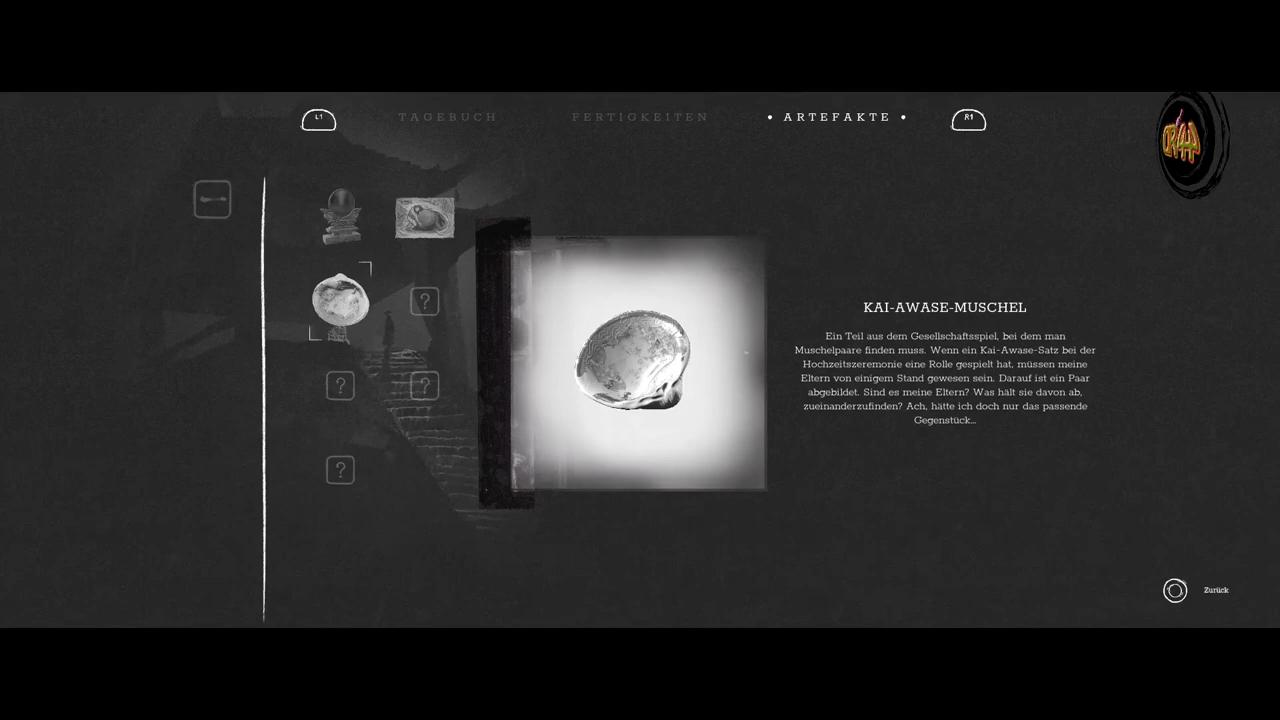 L1
TAGEBUCH
FERTIGKEITEN
• ARTEFAKTE •
R1
?
?
?
?
KAI-AWASE-MUSCHEL
Ein Teil aus dem Gesellschaftsspiel, bei dem man
Muschelpaare finden muss. Wenn ein Kai-Awase-Satz bei der
Hochzeitszeremonie eine Rolle gespielt hat, müssen meine
Eltern von einigem Stand gewesen sein. Darauf ist ein Paar
abgebildet. Sind es meine Eltern? Was hält sie davon ab,
zueinanderzufinden? Ach, hätte ich doch nur das passende
Gegenstück...
Zurück